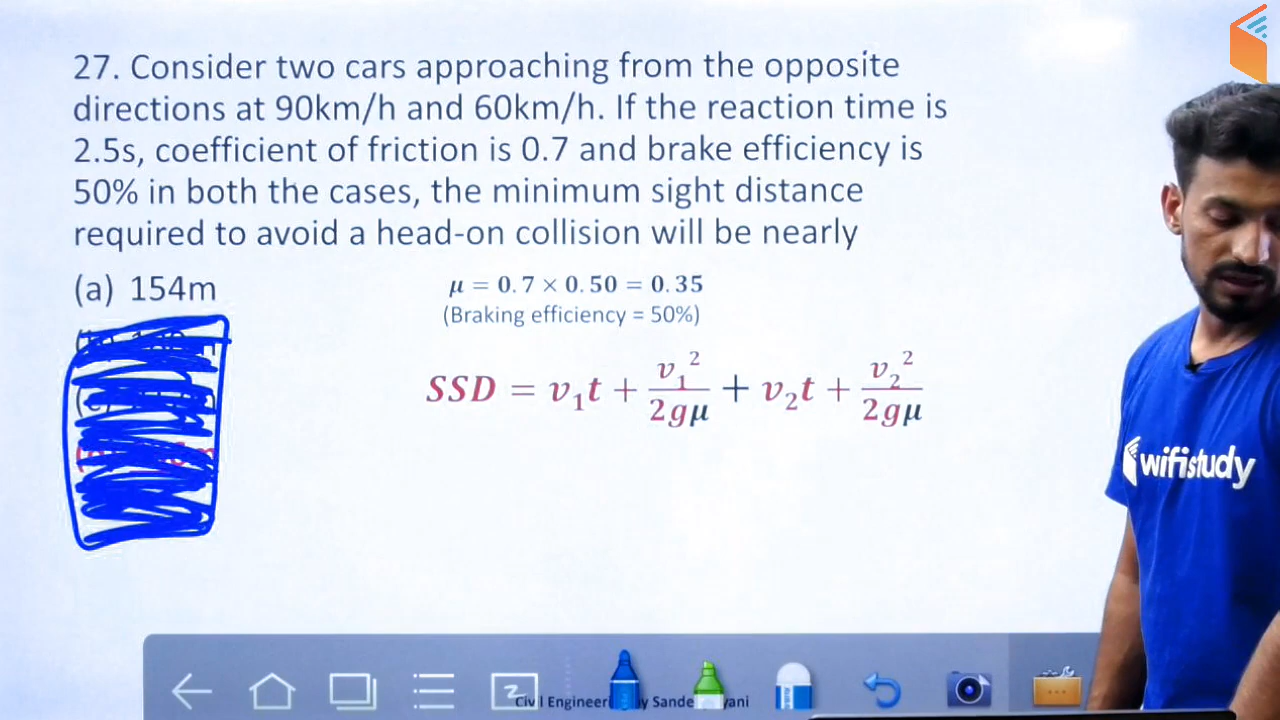 27. Consider two cars approaching from the opposite
directions at 90km/h and 60km/h. If the reaction time is
2.5s, coefficient of friction is 0.7 and brake efficiency is
50% in both the cases, the minimum sight distance
required to avoid a head-on collision will be nearly
(a) 154m
μ = 0.7 × 0.50 = 0.35
(Braking efficiency = 50%)
SSD = v₁t + v₁²/2gμ + v₂t + v₂²/2gμ
wifistudy
Civil Engineering